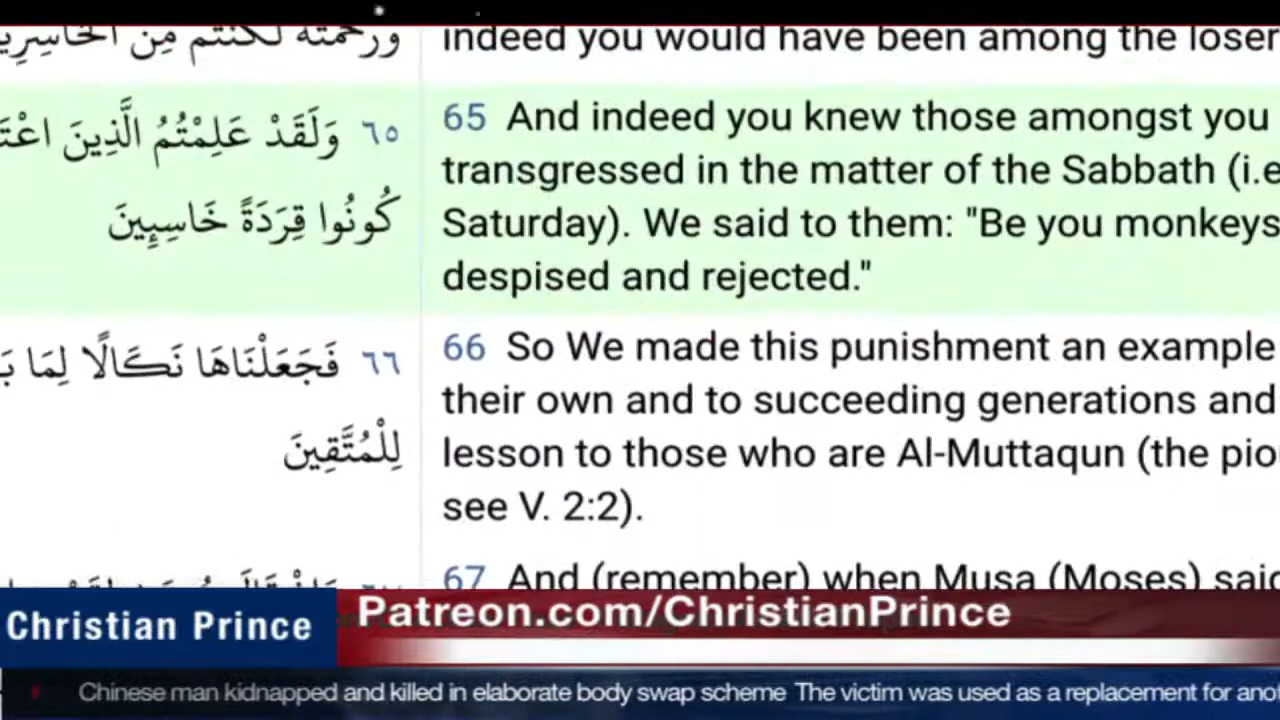 ورحمته لكنتم من الخاسرين
indeed you would have been among the loser
٦٥ وَلَقَدْ عَلِمْتُمُ الَّذِينَ
كُونُوا قِرَدَةً خَاسِئِينَ
65 And indeed you knew those amongst you
transgressed in the matter of the Sabbath (i.e
Saturday). We said to them: "Be you monkeys
despised and rejected."
٦٦ فَجَعَلْنَاهَا نَكَالًا لِمَا
لِلْمُتَّقِينَ
66 So We made this punishment an example
their own and to succeeding generations and
lesson to those who are Al-Muttaqun (the pio
see V. 2:2).
67 And (remember) when Musa (Moses) said
Christian Prince
Patreon.com/ChristianPrince
Chinese man kidnapped and killed in elaborate body swap scheme The victim was used as a replacement for